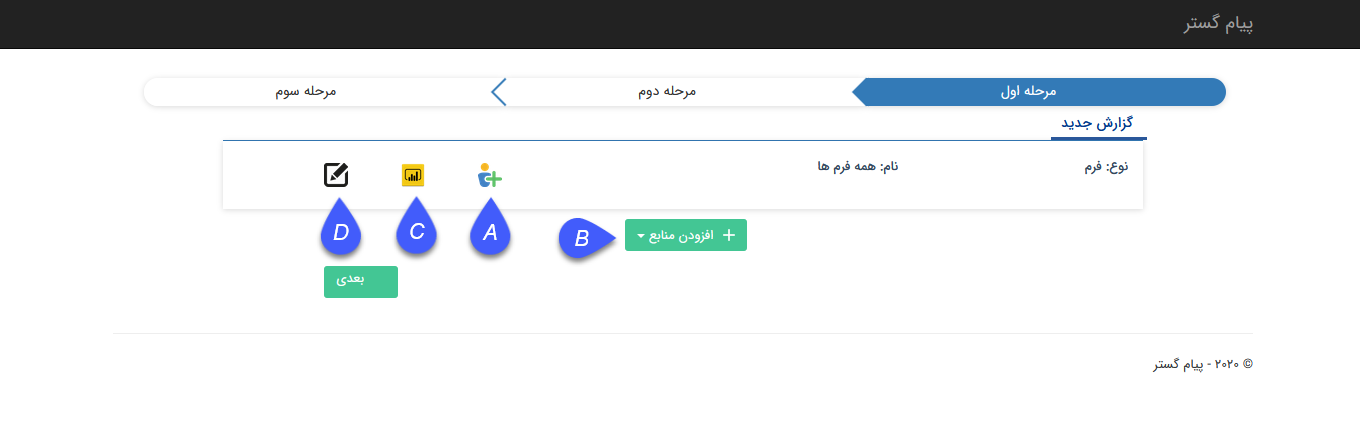 پیام گستر
مرحله اول
مرحله دوم
مرحله سوم
گزارش جدید
نوع: فرم
نام: همه فرم ها
A
C
D
افزودن منابع
B
بعدی
© ۲۰۲۰ - پیام گستر